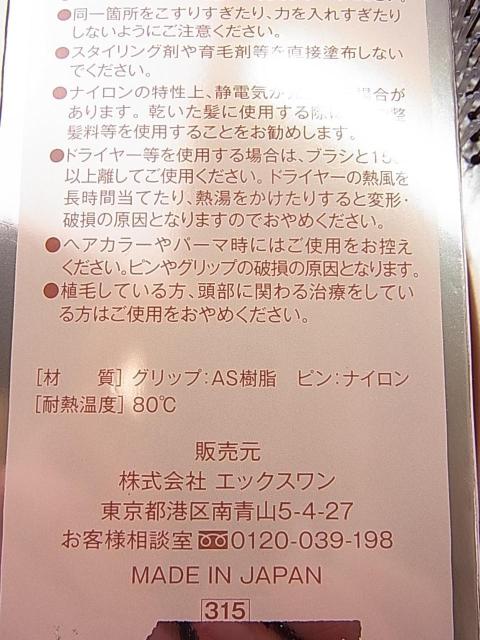 ●同一箇所をこすりすぎたり、力を入れすぎたり
しないようにご注意ください。
●スタイリング剤や育毛剤等を直接塗布しない
でください。
●ナイロンの特性上、静電気が 場合が
あります。乾いた髪に使用する際 整
髪料等を使用することをお勧めします。
●ドライヤー等を使用する場合は、ブラシと15
以上離してご使用ください。ドライヤーの熱風を
長時間当てたり、熱湯をかけたりすると変形・
破損の原因となりますのでおやめください。
●ヘアカラーやパーマ時にはご使用をお控え
ください。ピンやグリップの破損の原因となります。
●植毛している方、頭部に関わる治療をしてい
る方はご使用をおやめください。
[材 質] グリップ：AS樹脂 ピン：ナイロン
[耐熱温度] 80℃
販売元
株式会社 エックスワン
東京都港区南青山5-4-27
お客様相談室 0120-039-198
MADE IN JAPAN
315